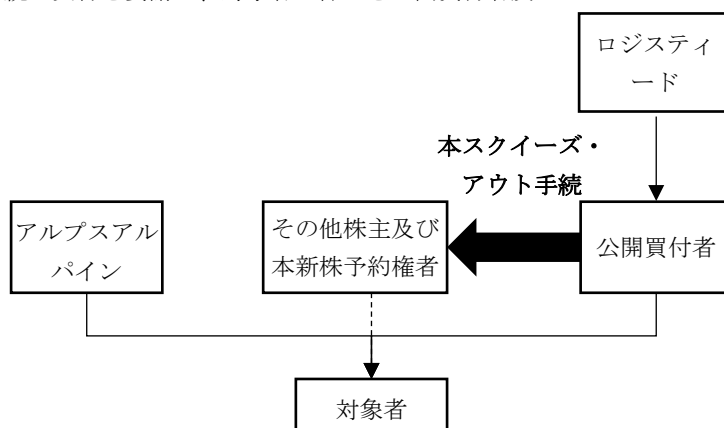 ロジスティ
ード
本スクイーズ・
アウト手続
アルプスアル
パイン
その他株主及び
本新株予約権者
公開買付者
対象者